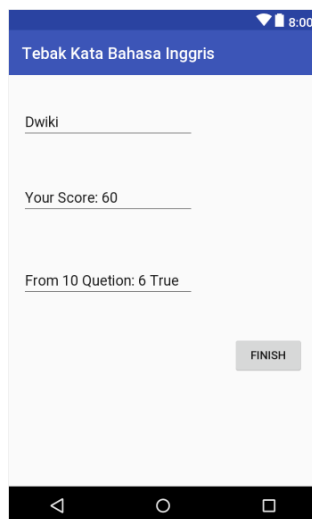 8:00
Tebak Kata Bahasa Inggris
Dwiki
Your Score: 60
From 10 Quetion: 6 True
FINISH